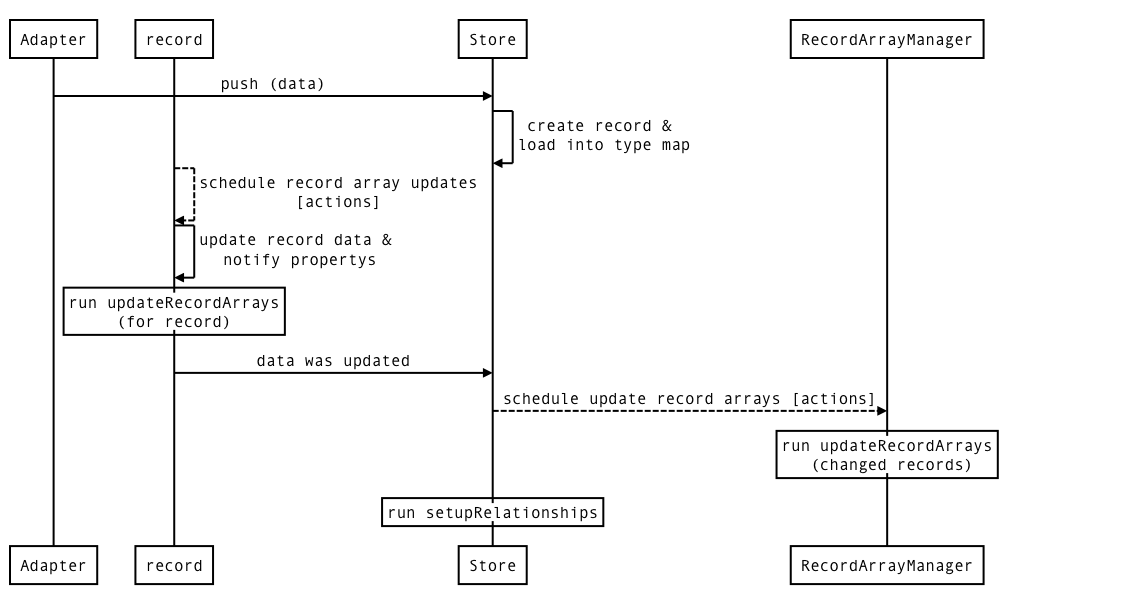 Adapter
record
Store
RecordArrayManager
push (data)
create record &
load into type map
schedule record array updates
[actions]
update record data &
notify propertys
run updateRecordArrays
(for record)
data was updated
schedule update record arrays [actions]
run updateRecordArrays
(changed records)
run setupRelationships
Adapter
record
Store
RecordArrayManager